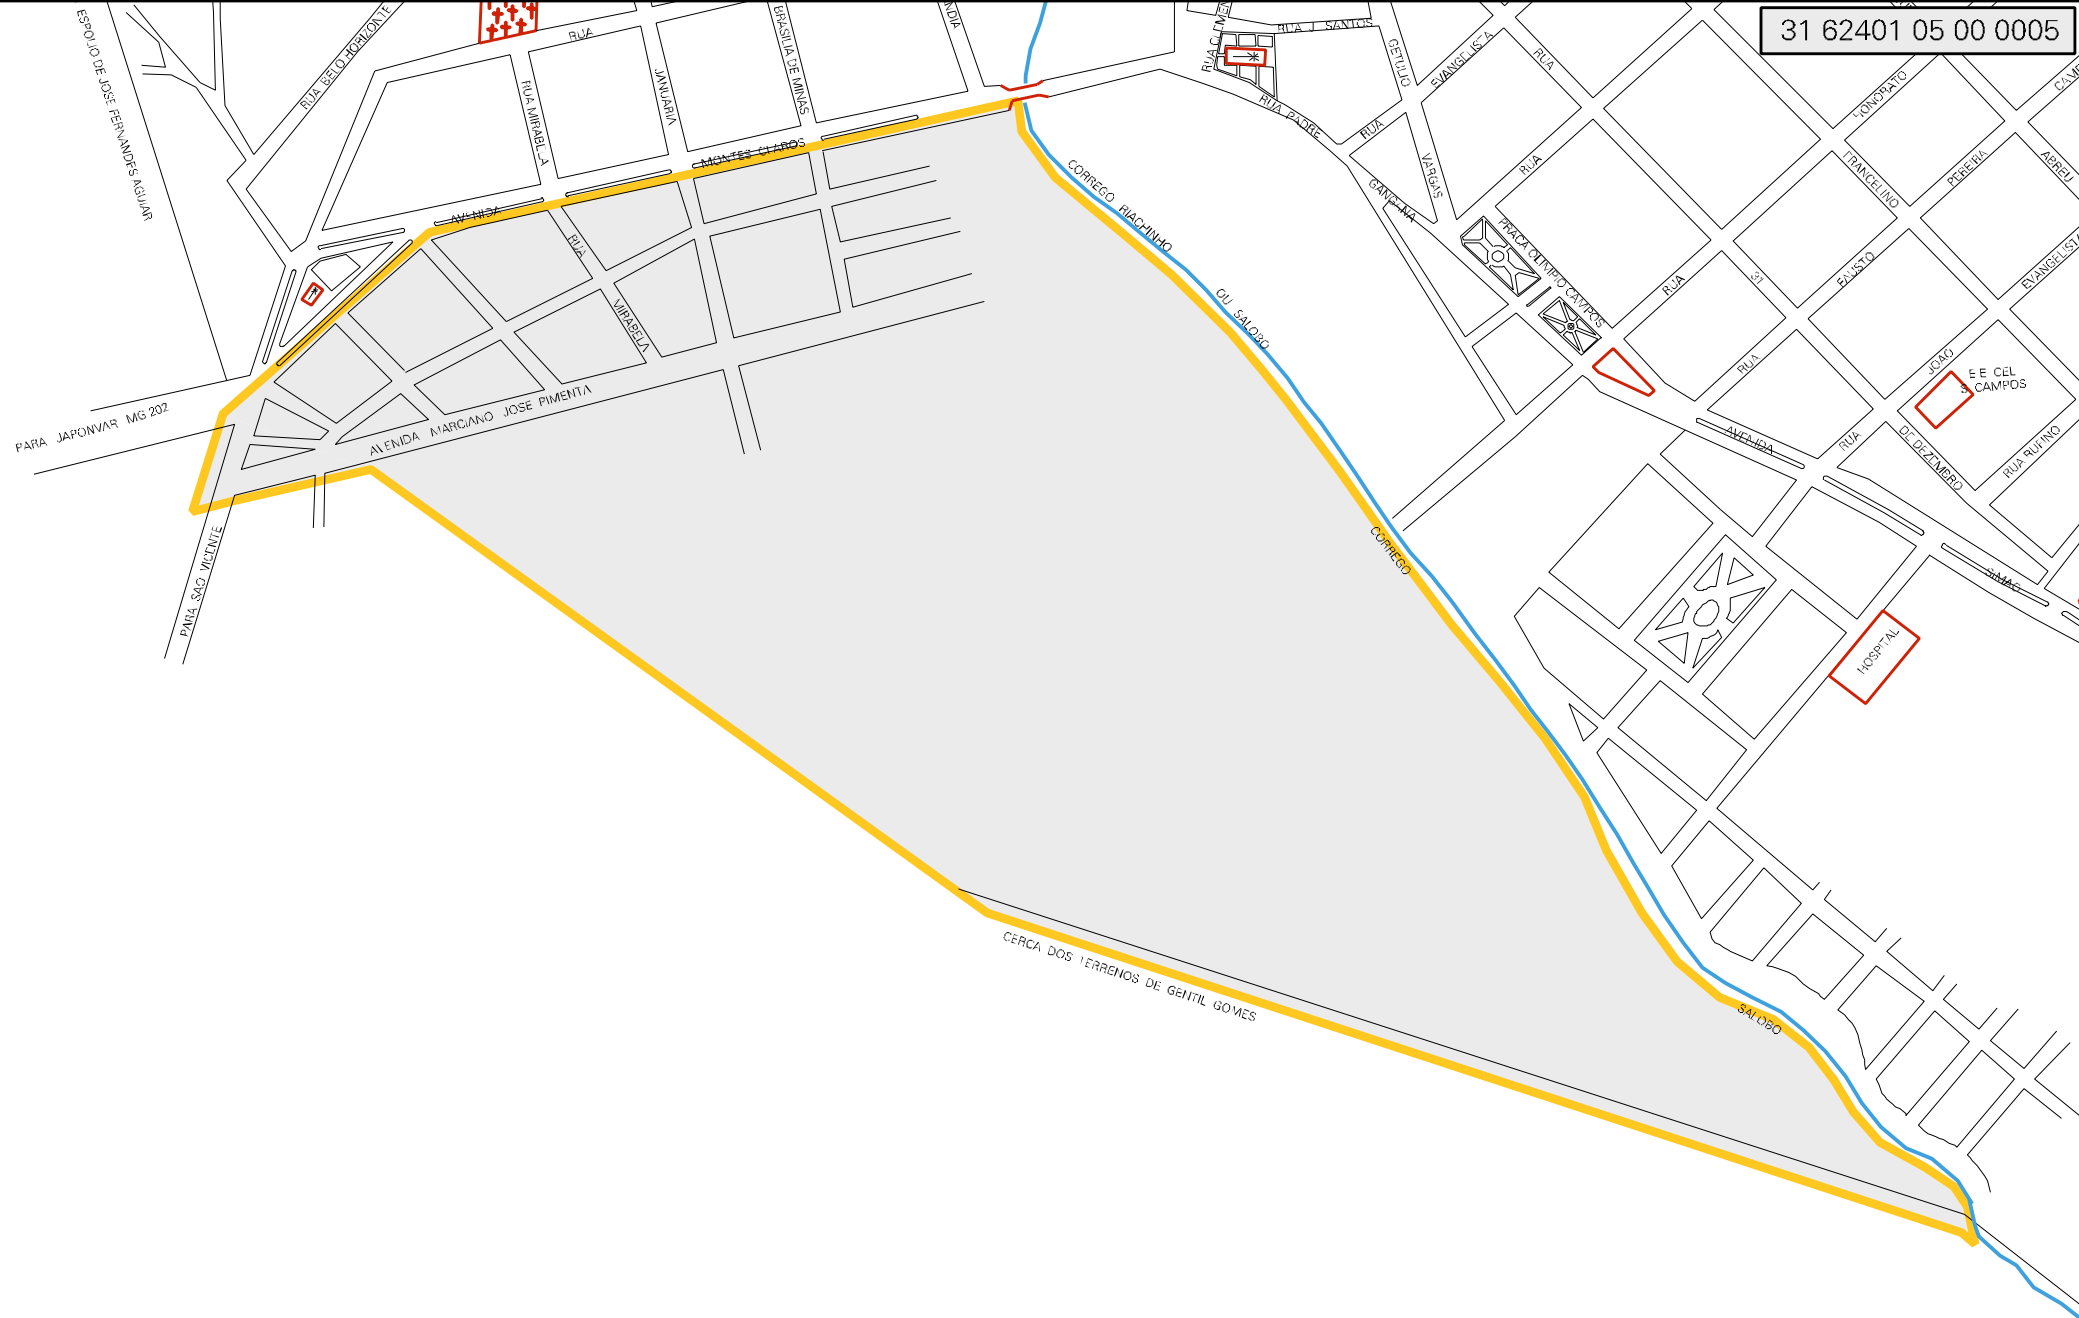 31 62401 05 00 0005
ESPOLIO DE JOSE FERNANDES AGUIAR
RUA BELO HORIZONTE
RUA
RUA MIRABELA
JANUARIA
BRASILIA DE MINAS
AVENIDA
MONTES CLAROS
RUA
MIRABELA
AVENIDA MARCIANO JOSE PIMENTA
PARA JAPONVAR MG 202
PARA SAO VICENTE
CORREGO RIACHINHO
OU SALOBO
CORREGO
SALOBO
CERCA DOS TERRENOS DE GENTIL GOMES
RUA J. SANTOS
RUA PADRE
GANGANA
GETULIO
VARGAS
RUA
EVANGELISTA
RUA
RUA
HONORATO
FRANCELINO
PEREIRA
ABREU
PRACA OLIMPIO CAMPOS
RUA
31
FAUSTO
EVANGELISTA
RUA
JOAO
E E CEL
S CAMPOS
AVENIDA
RUA
DE DEZEMBRO
RUA RUFINO
SIMAO
HOSPITAL